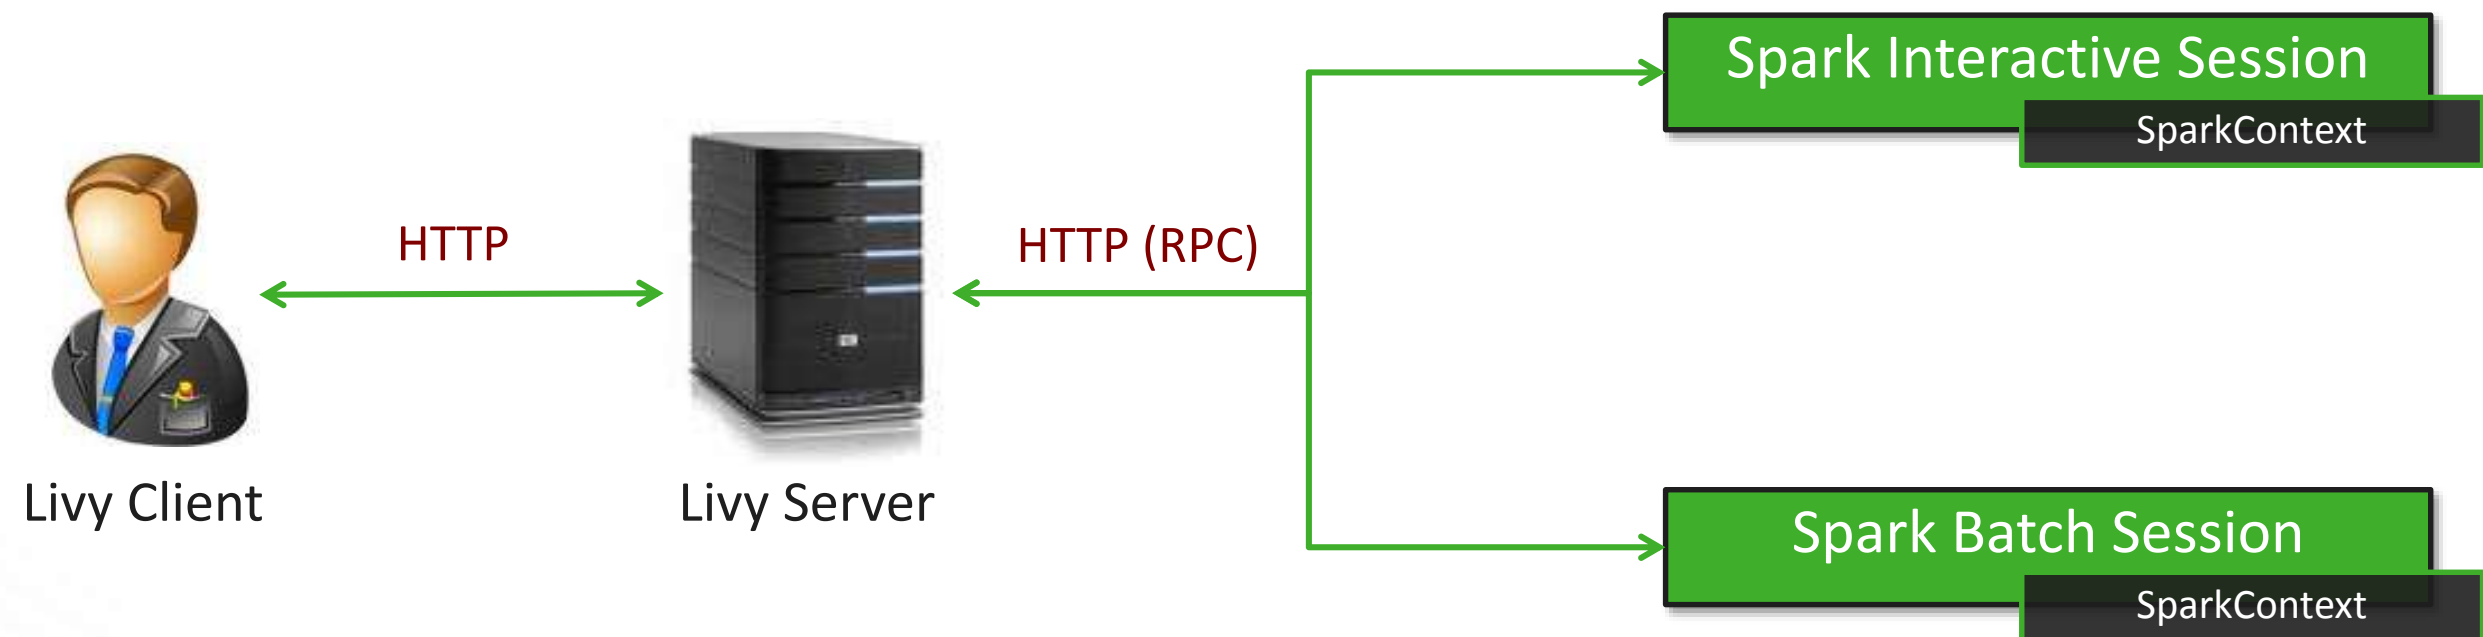 Spark Interactive Session
SparkContext
HTTP
HTTP (RPC)
Livy Client
Livy Server
Spark Batch Session
SparkContext